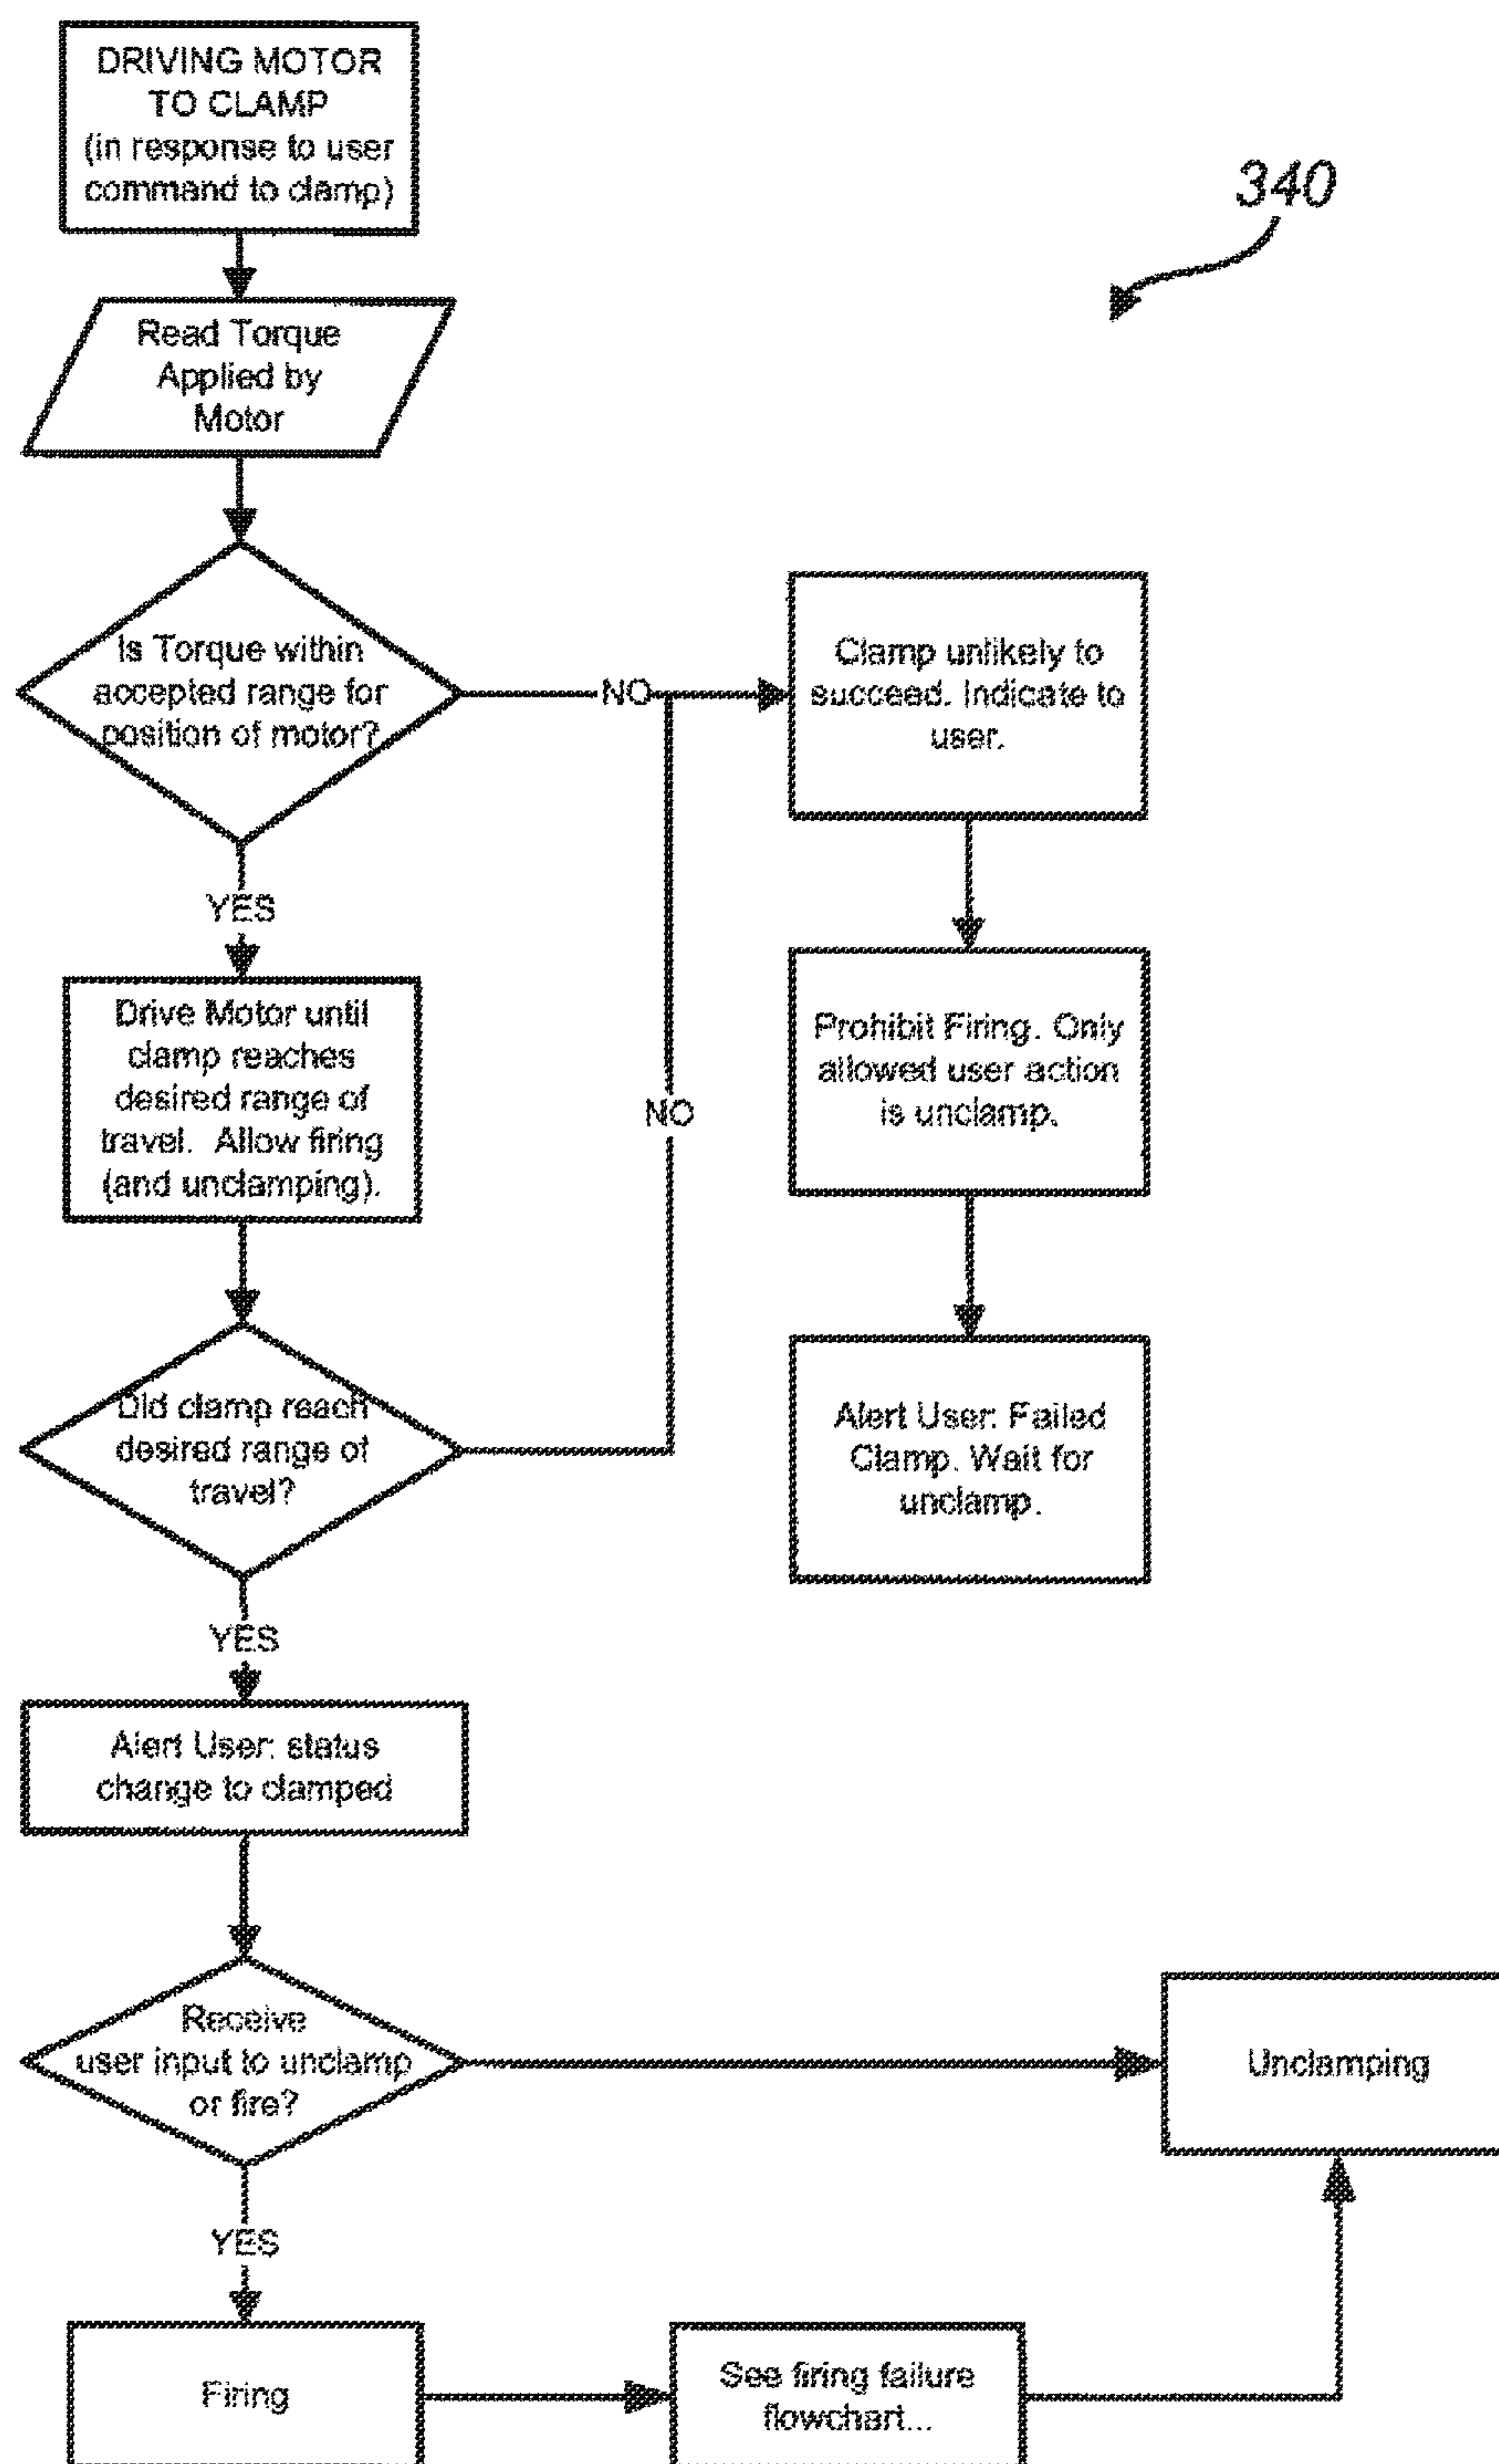 DRIVING MOTOR
TO CLAMP
(in response to user
command to clamp)
340
Read Torque
Applied by
Motor
Is Torque within
accepted range for
position of motor?
NO
Clamp unlikely to
succeed. Indicate to
user.
YES
Drive Motor until
clamp reaches
desired range of
travel. Allow firing
(and unclamping).
NO
Prohibit Firing. Only
allowed user action
is unclamp.
Did clamp reach
desired range of
travel?
Alert User: Failed
Clamp. Wait for
unclamp.
YES
Alert User: status
change to clamped
Receive
user input to unclamp
or fire?
Unclamping
YES
Firing
See firing failure
flowchart...